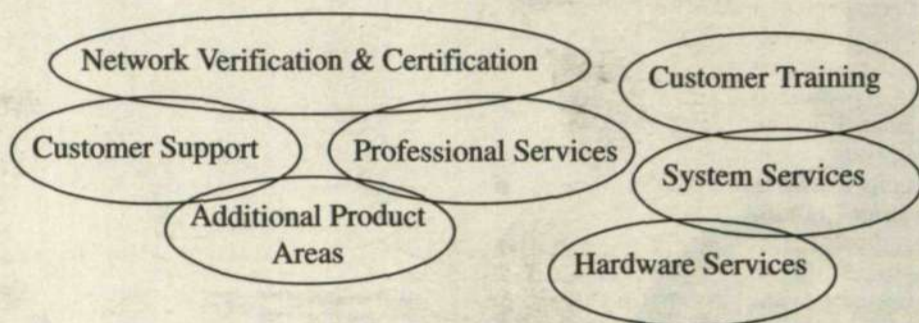 Network Verification & Certification
Customer Support
Professional Services
Additional Product
Areas
Customer Training
System Services
Hardware Services